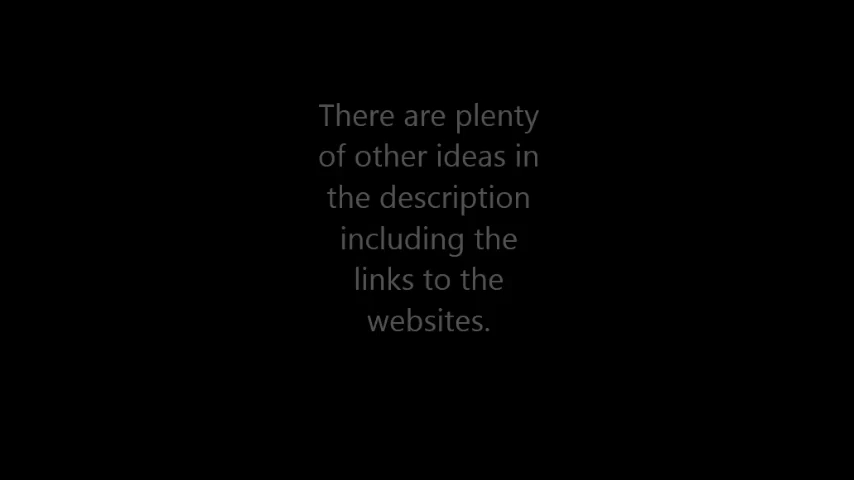 There are plenty
of other ideas in
the description
including the
links to the
websites.